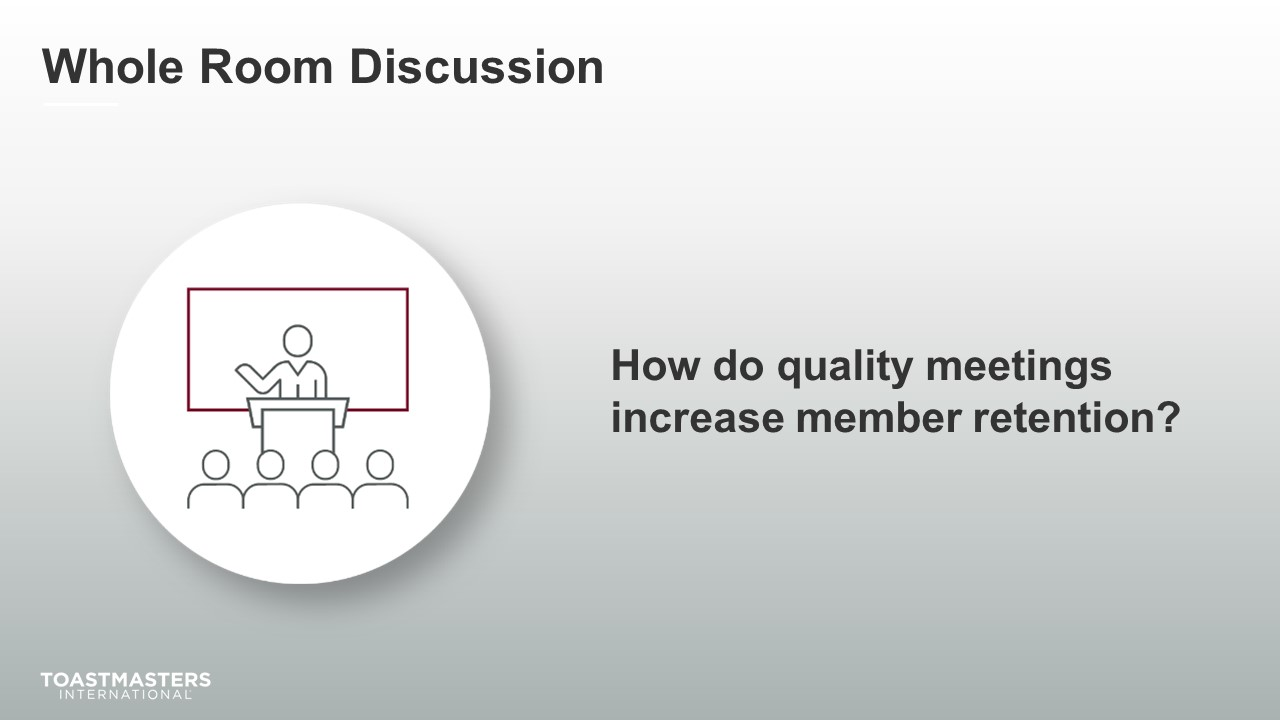 Whole Room Discussion
How do quality meetings
increase member retention?
TOASTMASTERS
INTERNATIONAL